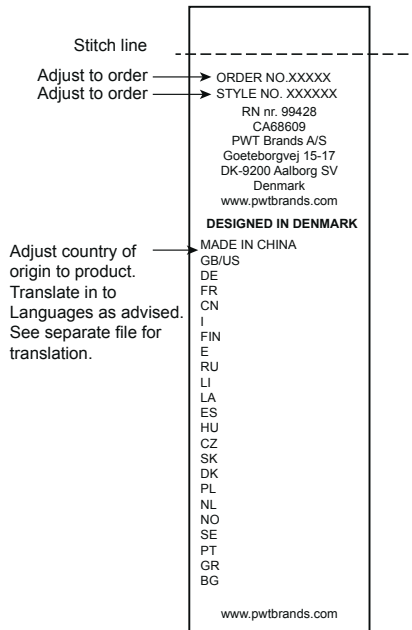 Stitch line
Adjust to order
Adjust to order
ORDER NO.XXXXX
STYLE NO. XXXXXX
RN nr. 99428
CA68609
PWT Brands A/S
Goeteborgvej 15-17
DK-9200 Aalborg SV
Denmark
www.pwtbrands.com
DESIGNED IN DENMARK
Adjust country of
origin to product.
Translate in to
Languages as advised.
See separate file for
translation.
MADE IN CHINA
GB/US
DE
FR
CN
I
FIN
E
RU
LI
LA
ES
HU
CZ
SK
DK
PL
NL
NO
SE
PT
GR
BG
www.pwtbrands.com